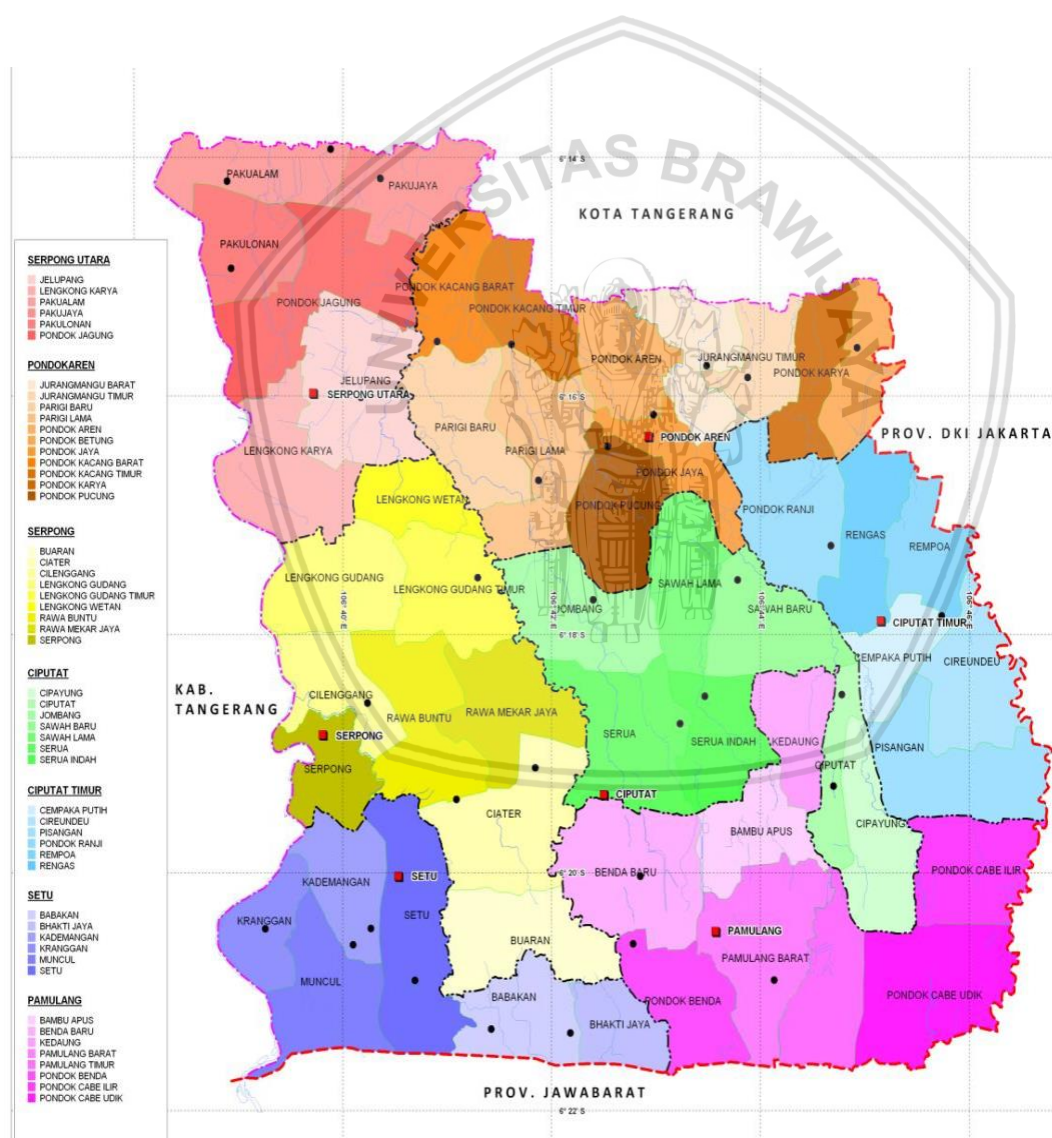 UNIVERSITAS BRAWIJAYA
6° 14' S
PAKUALAM
PAKUJAYA
KOTA TANGERANG
PAKULONAN
SERPONG UTARA
JELUPANG
LENGKONG KARYA
PAKUALAM
PAKUJAYA
PAKULONAN
PONDOK JAGUNG
PONDOKAREN
JURANGMANGU BARAT
JURANGMANGU TIMUR
PARIGI BARU
PARIGI LAMA
PONDOK AREN
PONDOK BETUNG
PONDOK JAYA
PONDOK KACANG BARAT
PONDOK KACANG TIMUR
PONDOK KARYA
PONDOK PUCUNG
SERPONG
BUARAN
CIATER
CILENGGANG
LENGKONG GUDANG
LENGKONG GUDANG TIMUR
LENGKONG WETAN
RAWA BUNTU
RAWA MEKAR JAYA
SERPONG
CIPUTAT
CIPAYUNG
CIPUTAT
JOMBANG
SAWAH BARU
SAWAH LAMA
SERUA
SERUA INDAH
CIPUTAT TIMUR
CEMPAKA PUTIH
CIREUNDEU
PISANGAN
PONDOK RANJI
REMPOA
RENGAS
SETU
BABAKAN
BHAKTI JAYA
KADEMANGAN
KRANGGAN
MUNCUL
SETU
PAMULANG
BAMBU APUS
BENDA BARU
KEDAUNG
PAMULANG BARAT
PAMULANG TIMUR
PONDOK BENDA
PONDOK CABE ILIR
PONDOK CABE UDIK
PONDOK KACANG BARAT
PONDOK JAGUNG
PONDOK KACANG TIMUR
PONDOK AREN
JURANGMANGU TIMUR
PONDOK KARYA
JELUPANG
SERPONG UTARA
6° 16' S
PARIGI BARU
PONDOK AREN
PROV. DKI JAKARTA
LENGKONG KARYA
PARIGI LAMA
PONDOK JAYA
PONDOK RANJI
LENGKONG WETAN
PONDOK PUCUNG
RENGAS
REMPOA
LENGKONG GUDANG
LENGKONG GUDANG TIMUR
SAWAH LAMA
106° 40' E
106° 42' E
106° 44' E
106° 46' E
JOMBANG
SAWAH BARU
CIPUTAT TIMUR
6° 18' S
CEMPAKA PUTIH
CIREUNDEU
KAB.
TANGERANG
CILENGGANG
RAWA BUNTU
RAWA MEKAR JAYA
SERPONG
SERUA
SERUA INDAH
KEDAUNG
PISANGAN
SERPONG
CIPUTAT
CIPUTAT
CIATER
CIPAYUNG
BAMBU APUS
6° 20' S
BENDA BARU
PONDOK CABE ILIR
KADEMANGAN
SETU
SETU
KRANGGAN
PAMULANG
BUARAN
PAMULANG BARAT
MUNCUL
PONDOK BENDA
PONDOK CABE UDIK
BABAKAN
BHAKTI JAYA
PROV. JAWABARAT
6° 22' S